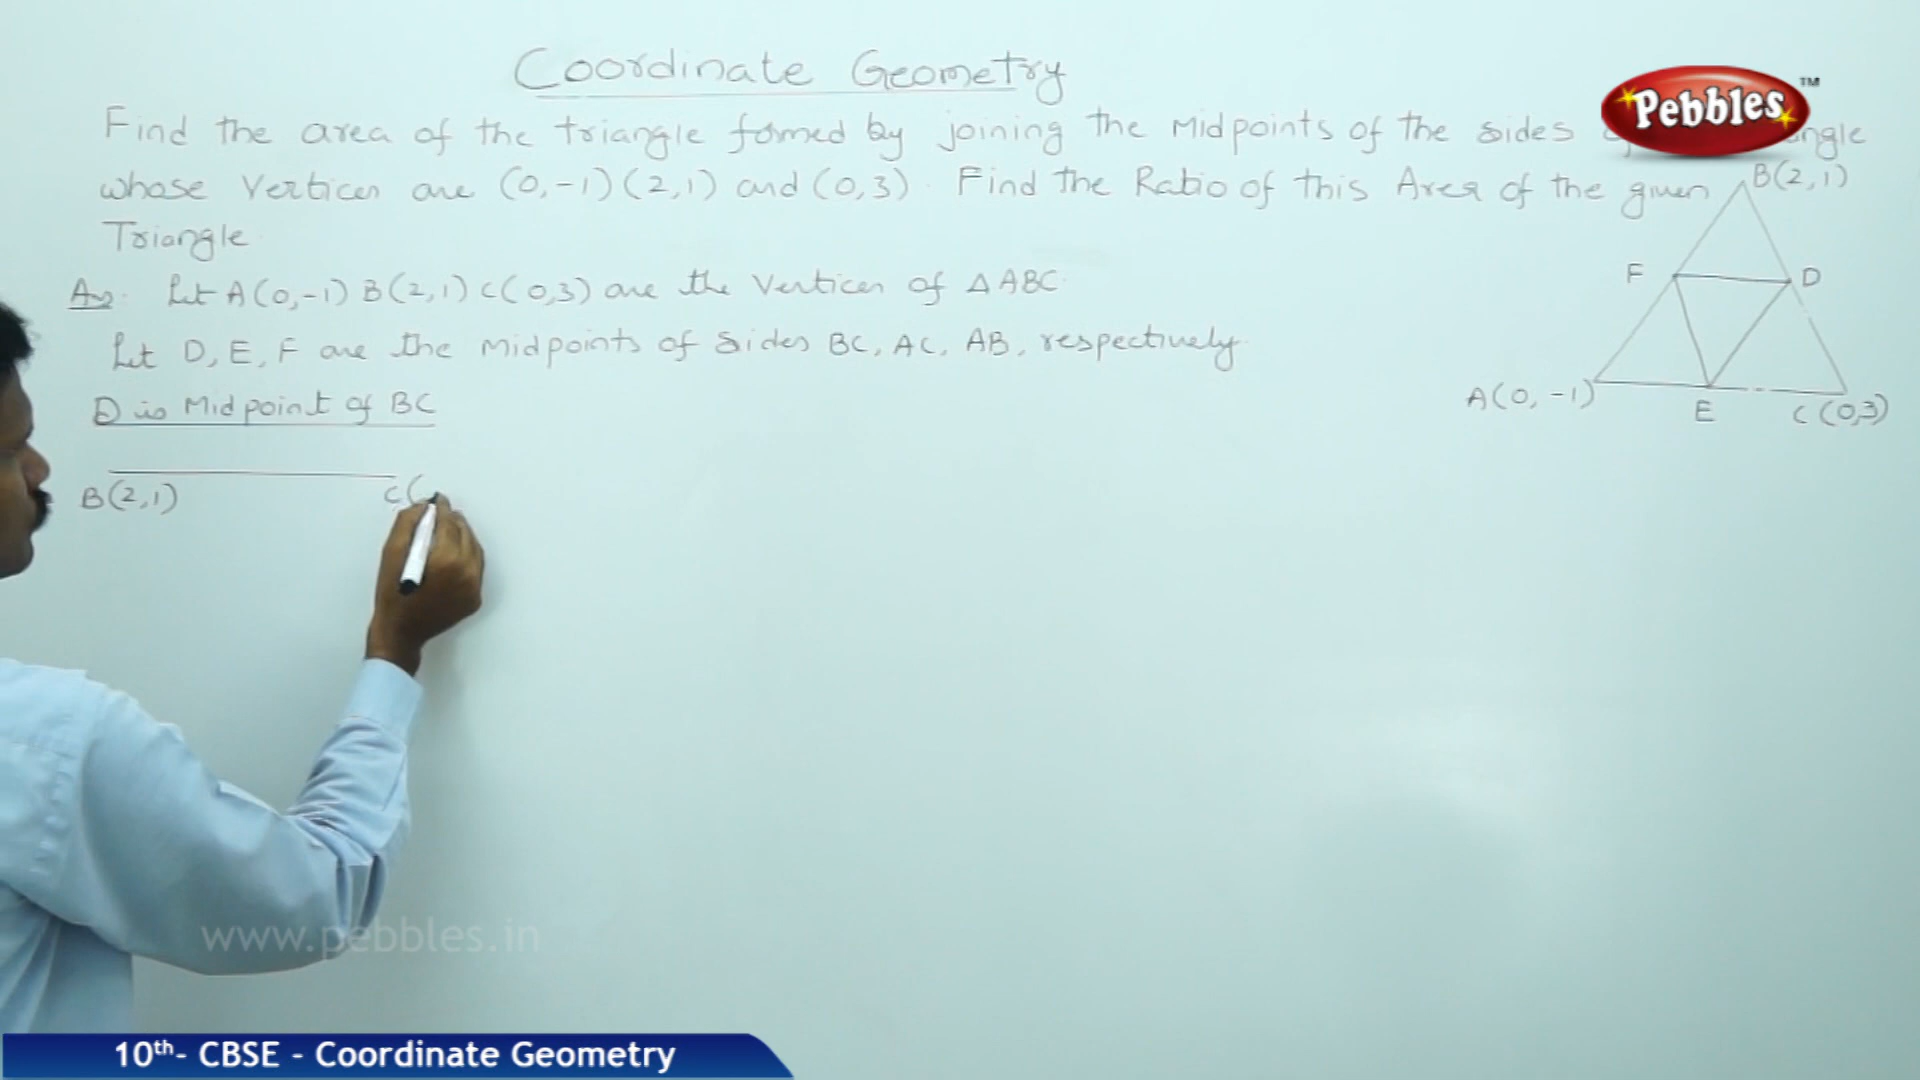 Coordinate Geometry
Pebbles™
Find the area of the triangle formed by joining the Midpoints of the sides
whose Vertices are (0,-1) (2,1) and (0,3). Find the Ratio of this Area of the given
Triangle
B(2,1)
F
D
A(0, -1)
E
C (0,3)
Ans: Let A(0,-1) B(2,1) C(0,3) are the Vertices of △ABC.
Let D, E, F are the midpoints of sides BC, AC, AB, respectively.
D is Midpoint of BC
B(2,1)
C(
www.pebbles.in
10th- CBSE - Coordinate Geometry